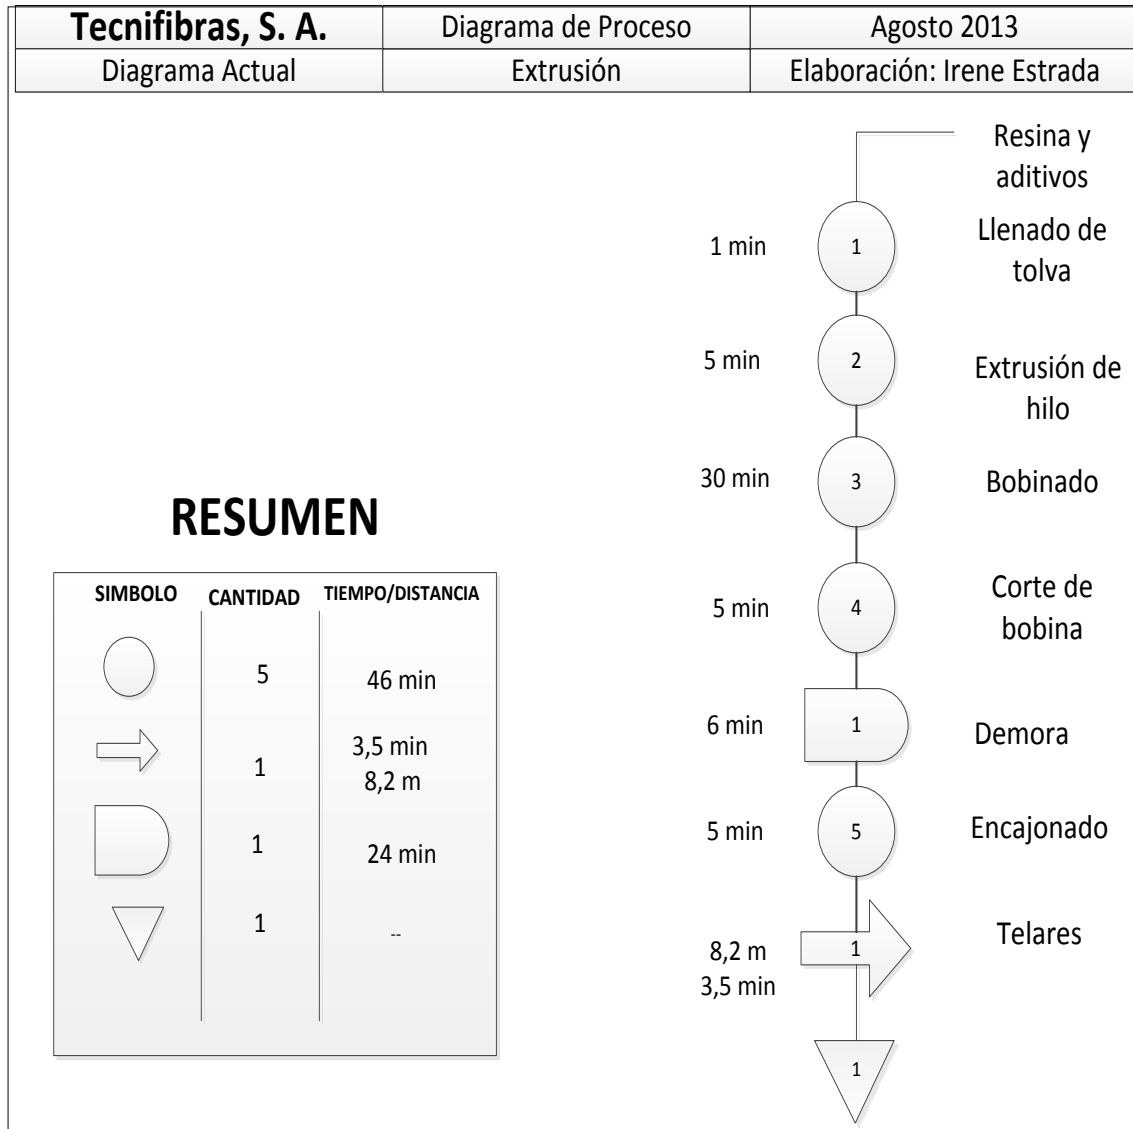 Tecnifibras, S. A.
Diagrama de Proceso
Agosto 2013
Diagrama Actual
Extrusión
Elaboración: Irene Estrada
Resina y
aditivos
1 min
1
Llenado de
tolva
5 min
2
Extrusión de
hilo
30 min
3
Bobinado
5 min
4
Corte de
bobina
6 min
1
Demora
5 min
5
Encajonado
8,2 m
3,5 min
1
Telares
1
RESUMEN
SIMBOLO
CANTIDAD
TIEMPO/DISTANCIA
5
46 min
1
3,5 min
8,2 m
1
24 min
1
--